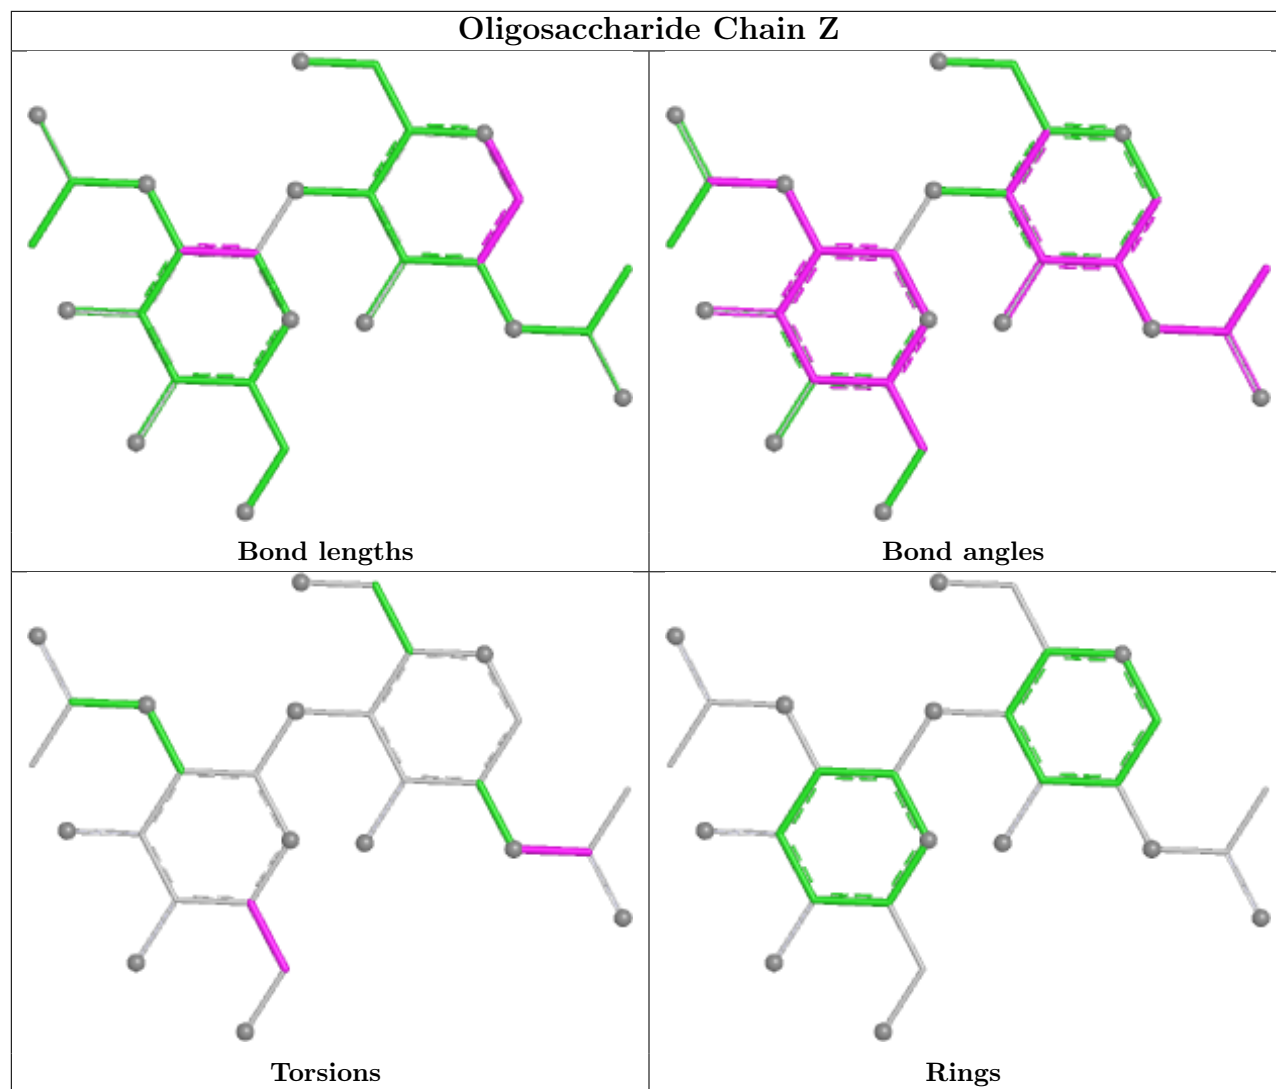 Oligosaccharide Chain Z
Bond lengths
Bond angles
Torsions
Rings